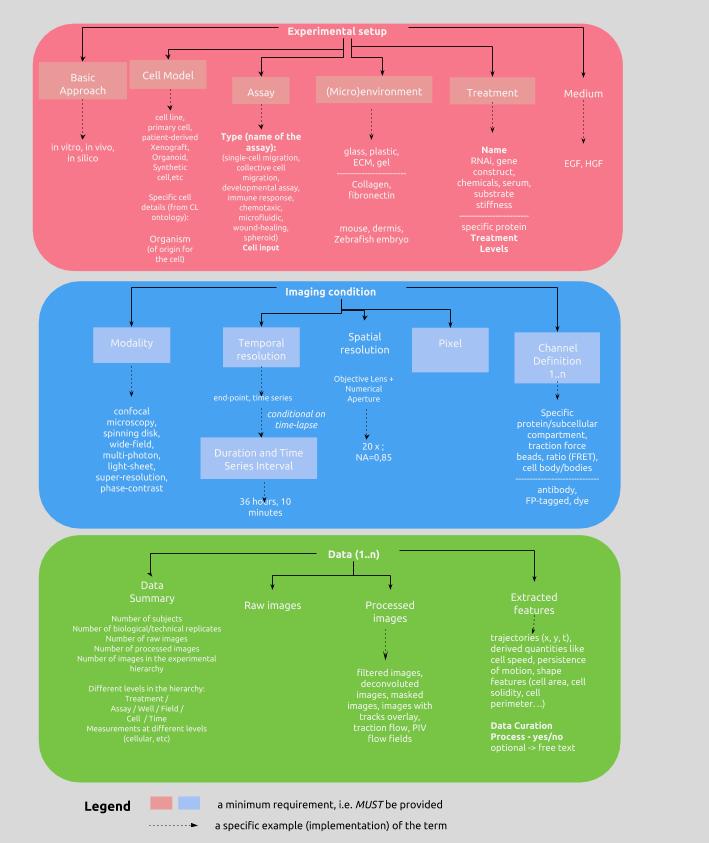 Experimental setup
Basic
Approach
in vitro, in vivo,
in silico
Cell Model
cell line,
primary cell,
patient-derived
Xenograft,
Organoid,
Synthetic
cell,etc
Specific cell
details (from CL
ontology):
Organism
(of origin for
the cell)
Assay
Type (name of the
assay):
(single-cell migration,
collective cell
migration,
developmental assay,
immune response,
chemotaxic,
microfluidic,
wound-healing,
spheroid)
Cell input
(Micro)environment
glass, plastic,
ECM, gel
Collagen,
fibronectin
mouse, dermis,
Zebrafish embryo
Treatment
Name
RNAi, gene
construct,
chemicals, serum,
substrate
stiffness
specific protein
Treatment
Levels
Medium
EGF, HGF
Imaging condition
Modality
confocal
microscopy,
spinning disk,
wide-field,
multi-photon,
light-sheet,
super-resolution,
phase-contrast
Temporal
resolution
end-point, time series
conditional on
time-lapse
Duration and Time
Series Interval
36 hours, 10
minutes
Spatial
resolution
Objective Lens +
Numerical
Aperture
20 x ;
NA=0,85
Pixel
Channel
Definition
1..n
Specific
protein/subcellular
compartment,
traction force
beads, ratio (FRET),
cell body/bodies
antibody,
FP-tagged, dye
Data (1..n)
Data
Summary
Number of subjects
Number of biological/technical replicates
Number of raw images
Number of processed images
Number of images in the experimental
hierarchy
Different levels in the hierarchy:
Treatment /
Assay / Well / Field /
Cell / Time
Measurements at different levels
(cellular, etc)
Raw images
Processed
images
filtered images,
deconvoluted
images, masked
images, images with
tracks overlay,
traction flow, PIV
flow fields
Extracted
features
trajectories (x, y, t),
derived quantities like
cell speed, persistence
of motion, shape
features (cell area, cell
solidity, cell
perimeter...)
Data Curation
Process - yes/no
optional -> free text
Legend
a minimum requirement, i.e. MUST be provided
a specific example (implementation) of the term